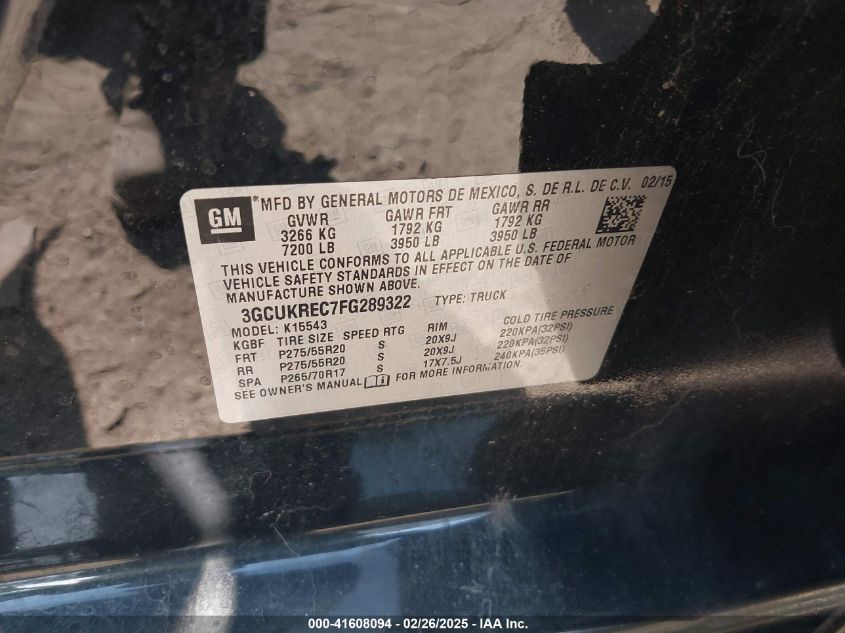 GM
*MFD BY GENERAL MOTORS DE MEXICO, S. DE R.L. DE C.V. 02/15
GVWR GAWR FRT GAWR RR
3266 KG 1792 KG 1792 KG
7200 LB 3950 LB 3950 LB
THIS VEHICLE CONFORMS TO ALL APPLICABLE U.S. FEDERAL MOTOR
VEHICLE SAFETY STANDARDS IN EFFECT ON THE DATE OF
MANUFACTURE SHOWN ABOVE.
3GCUKREC7FG289322 TYPE: TRUCK
MODEL: K15543
KGBF TIRE SIZE SPEED RTG RIM COLD TIRE PRESSURE
FRT P275/55R20 S 20X9J 220KPA(32PSI)
RR P275/55R20 S 20X9J 220KPA(32PSI)
SPA P265/70R17 S 17X7.5J 240KPA(35PSI)
SEE OWNER'S MANUAL FOR MORE INFORMATION.
000-41608094 - 02/26/2025 - IAA Inc.